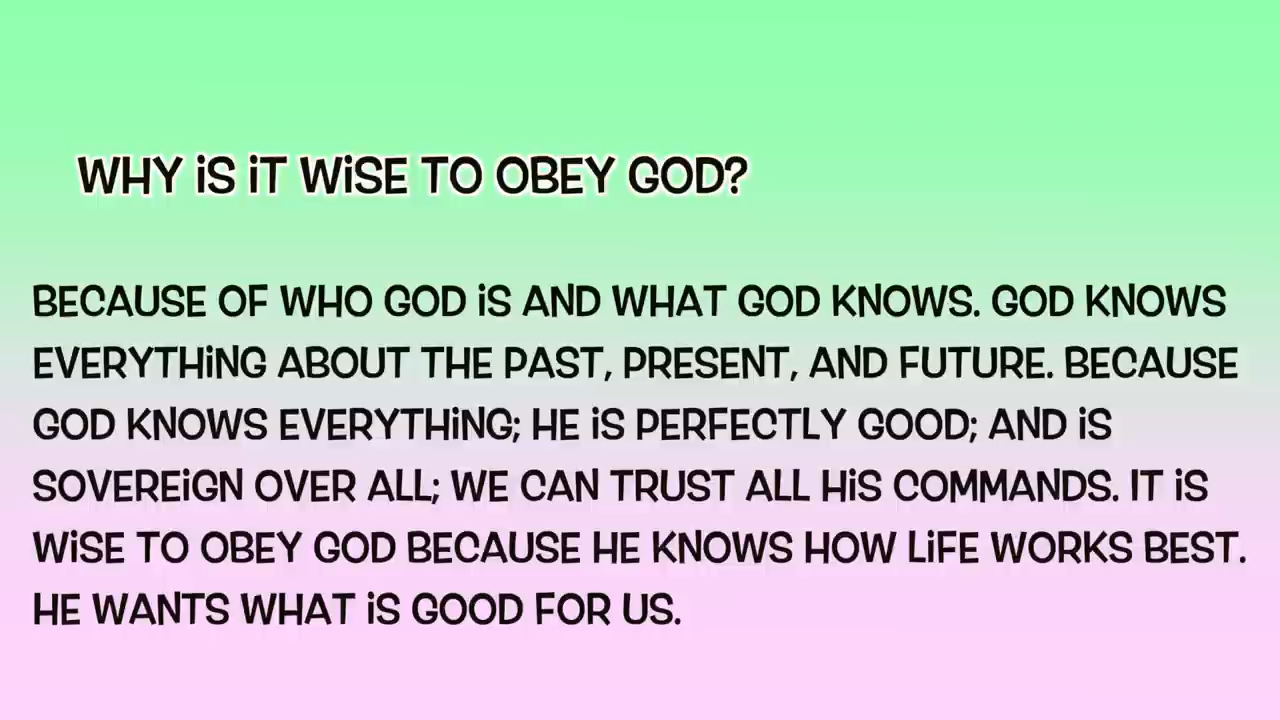 WHY iS iT WiSE TO OBEY GOD?
BECAUSE OF WHO GOD iS AND WHAT GOD KNOWS. GOD KNOWS
EVERYTHiNG ABOUT THE PAST, PRESENT, AND FUTURE. BECAUSE
GOD KNOWS EVERYTHiNG; HE iS PERFECTLY GOOD; AND iS
SOVEREiGN OVER ALL; WE CAN TRUST ALL HiS COMMANDS. IT iS
WiSE TO OBEY GOD BECAUSE HE KNOWS HOW LiFE WORKS BEST.
HE WANTS WHAT iS GOOD FOR US.